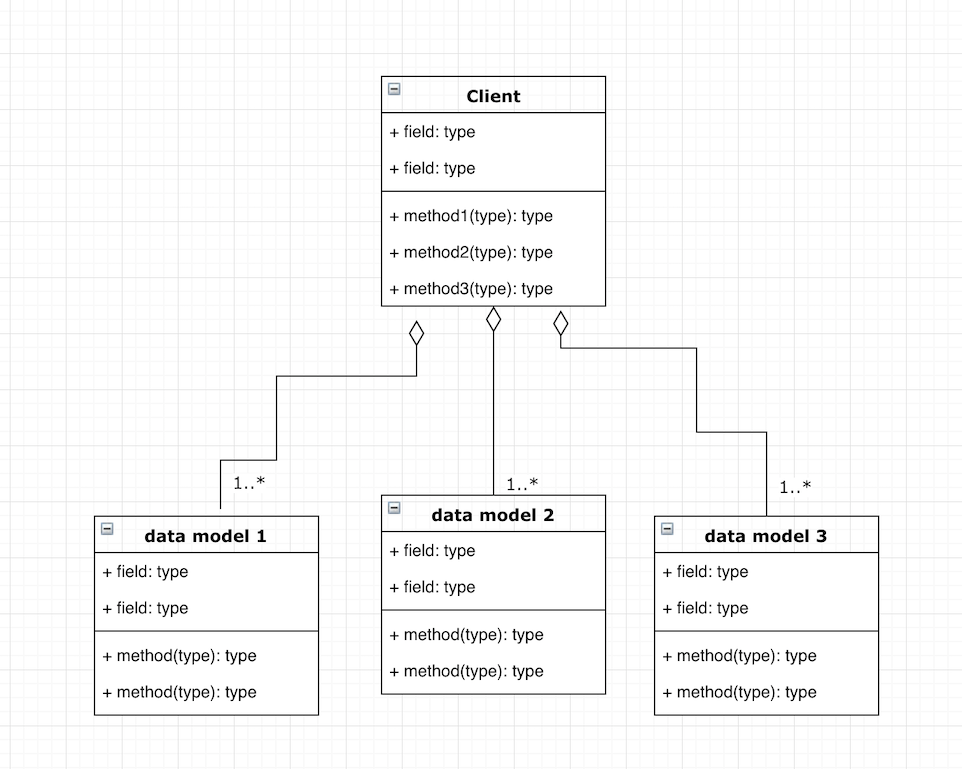 Client
+ field: type
+ field: type
+ method1(type): type
+ method2(type): type
+ method3(type): type
1..*
1..*
1..*
data model 1
+ field: type
+ field: type
+ method(type): type
+ method(type): type
data model 2
+ field: type
+ field: type
+ method(type): type
+ method(type): type
data model 3
+ field: type
+ field: type
+ method(type): type
+ method(type): type